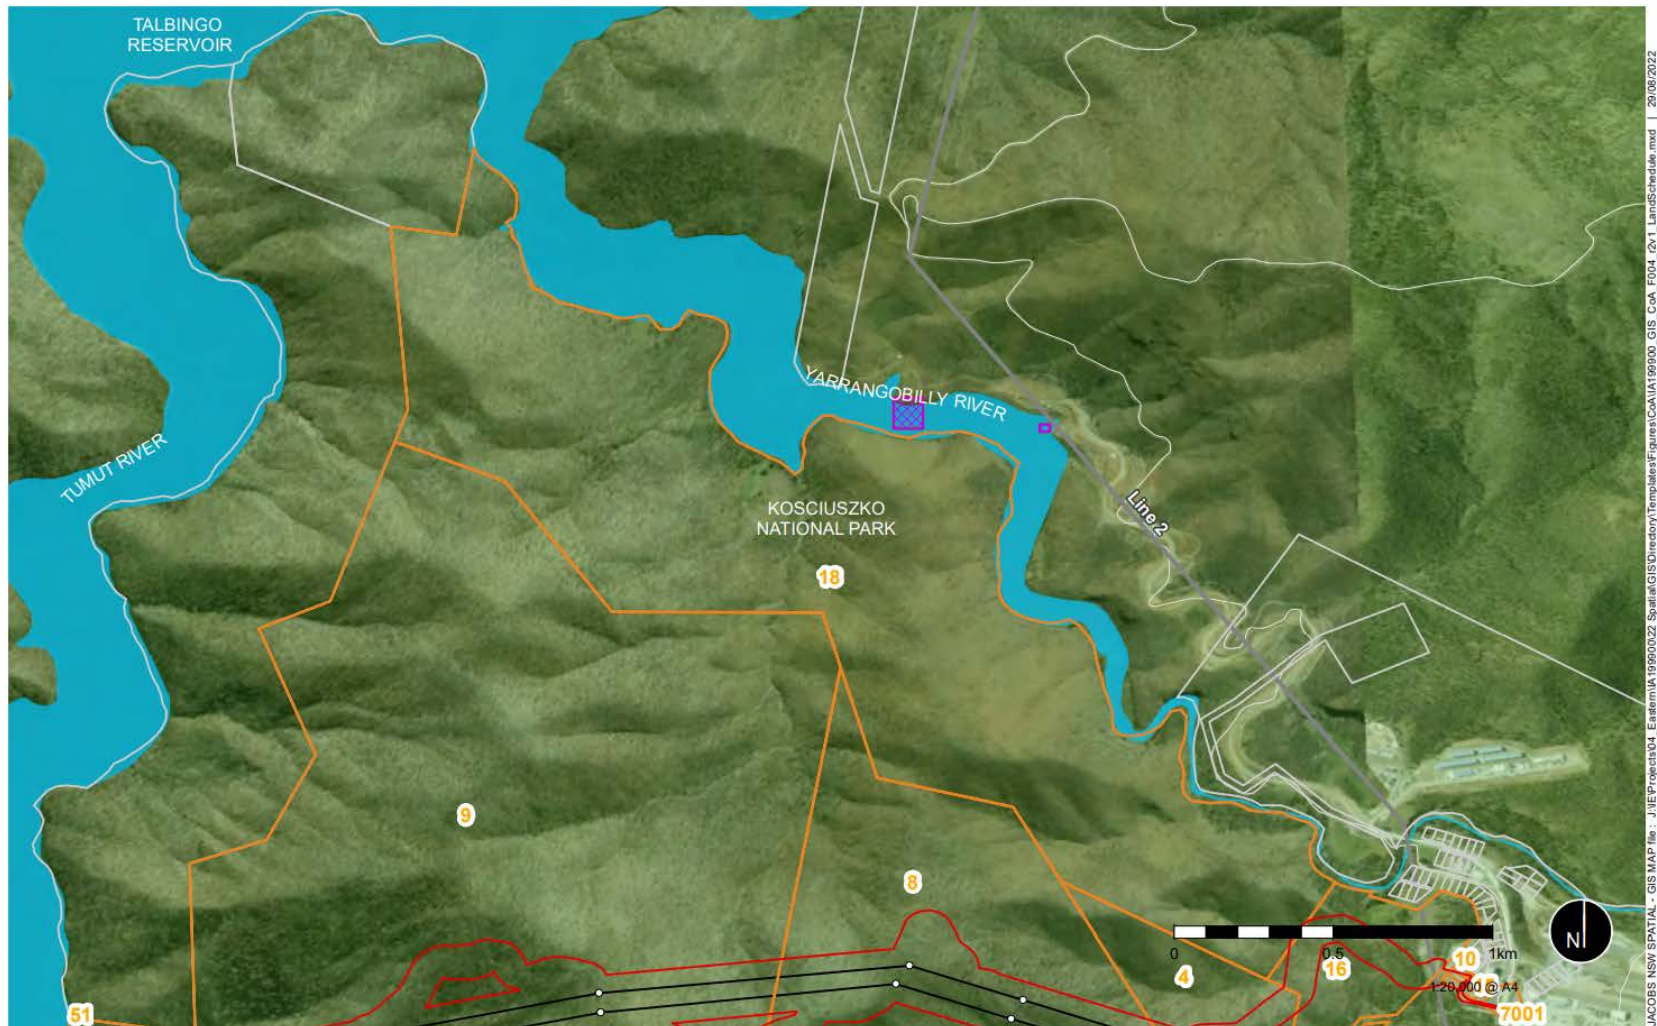 TALBINGO
RESERVOIR
YARRANGOBILLY RIVER
TUMUT RIVER
Line 2
KOSCIUSZKO
NATIONAL PARK
18
9
8
4
16
10
51
7001
0
0.5
1km
1:20,000 @ A4
N
JACOBS NSW SPATIAL - GIS MAP file : J:\IE\Projects\04_Eastern\IA199900\22 Spatial\GIS\Directory\Templates\Figures\CoA\IA199900_GIS_CoA_F004_r2v1_LandSchedule.mxd | 29/08/2022